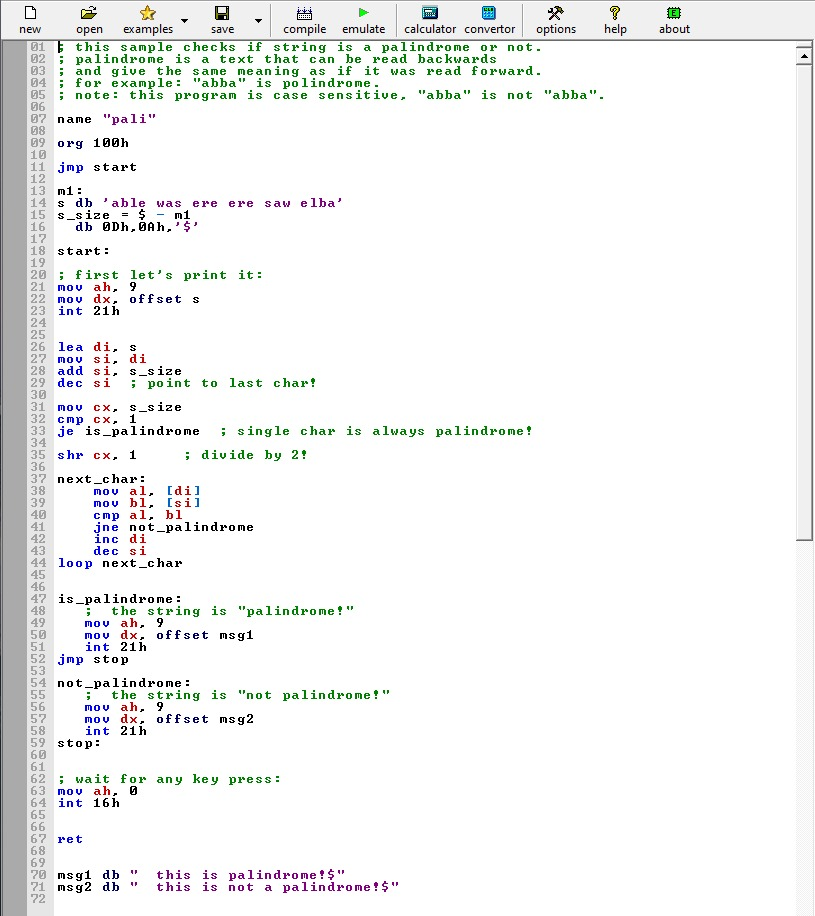 new open examples save compile emulate calculator convertor options help about
01 ; this sample checks if string is a palindrome or not.
02 ; palindrome is a text that can be read backwards
03 ; and give the same meaning as if it was read forward.
04 ; for example: "abba" is polindrome.
05 ; note: this program is case sensitive, "abba" is not "abba".
06
07 name "pali"
08
09 org 100h
10
11 jmp start
12
13 m1:
14 s db 'able was ere ere saw elba'
15 s_size = $ - m1
16   db 0Dh,0Ah,'$'
17
18 start:
19
20 ; first let's print it:
21 mov ah, 9
22 mov dx, offset s
23 int 21h
24
25
26 lea di, s
27 mov si, di
28 add si, s_size
29 dec si  ; point to last char!
30
31 mov cx, s_size
32 cmp cx, 1
33 je is_palindrome  ; single char is always palindrome!
34
35 shr cx, 1     ; divide by 2!
36
37 next_char:
38     mov al, [di]
39     mov bl, [si]
40     cmp al, bl
41     jne not_palindrome
42     inc di
43     dec si
44 loop next_char
45
46
47 is_palindrome:
48    ;  the string is "palindrome!"
49    mov ah, 9
50    mov dx, offset msg1
51    int 21h
52 jmp stop
53
54 not_palindrome:
55    ;  the string is "not palindrome!"
56    mov ah, 9
57    mov dx, offset msg2
58    int 21h
59 stop:
60
61
62 ; wait for any key press:
63 mov ah, 0
64 int 16h
65
66
67 ret
68
69
70 msg1 db "  this is palindrome!$"
71 msg2 db "  this is not a palindrome!$"
72